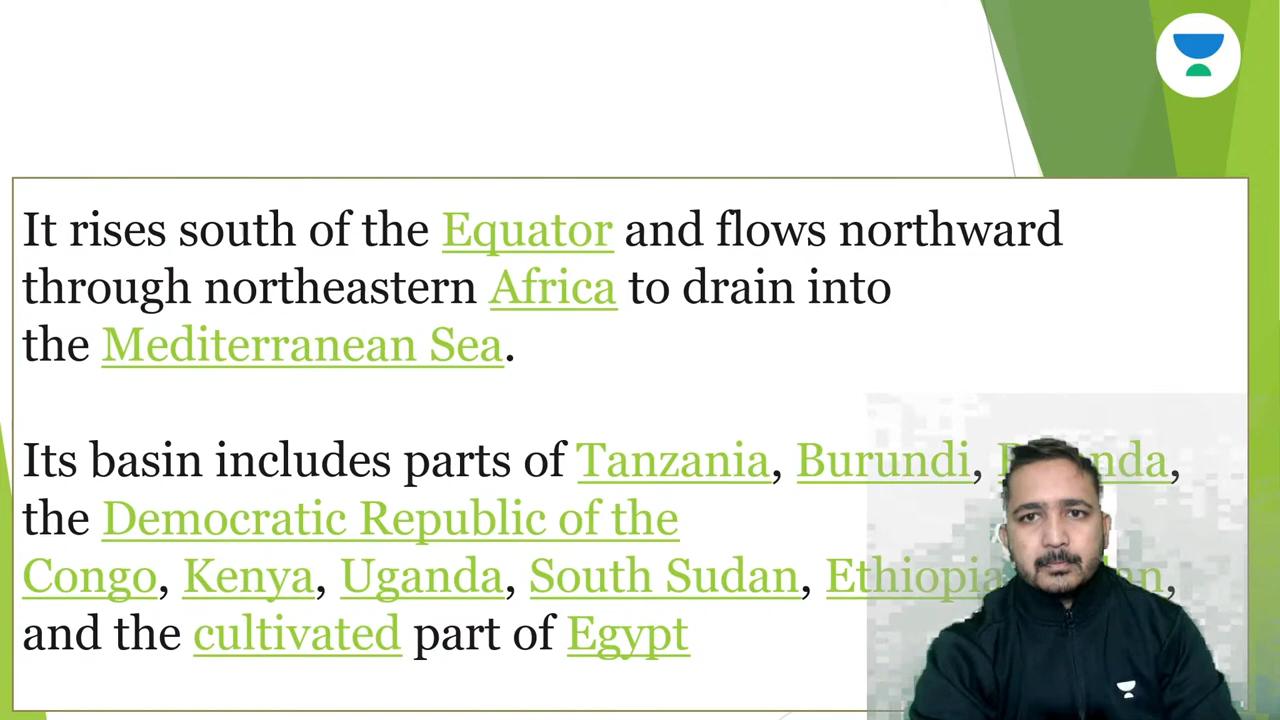 It rises south of the Equator and flows northward
through northeastern Africa to drain into
the Mediterranean Sea.
Its basin includes parts of Tanzania, Burundi,
the Democratic Republic of the
Congo, Kenya, Uganda, South Sudan, Ethiopia
and the cultivated part of Egypt